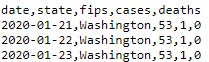 date,state,fips,cases,deaths
2020-01-21,Washington,53,1,0
2020-01-22,Washington,53,1,0
2020-01-23,Washington,53,1,0